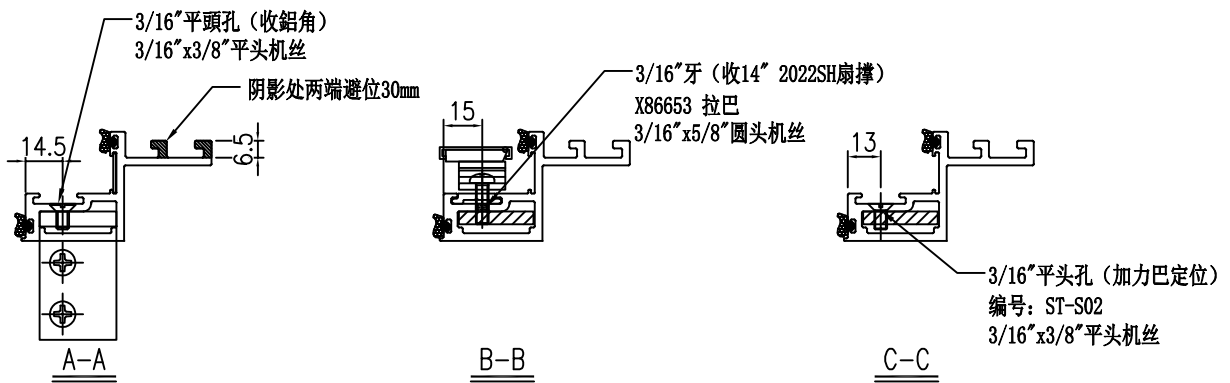 3/16"平頭孔（收鋁角）
3/16"x3/8"平头机丝
阴影处两端避位30mm
14.5
6.5
A-A
3/16"牙（收14" 2022SH扇撑）
X86653 拉巴
3/16"x5/8"圆头机丝
15
B-B
13
3/16"平头孔（加力巴定位）
编号: ST-S02
3/16"x3/8"平头机丝
C-C